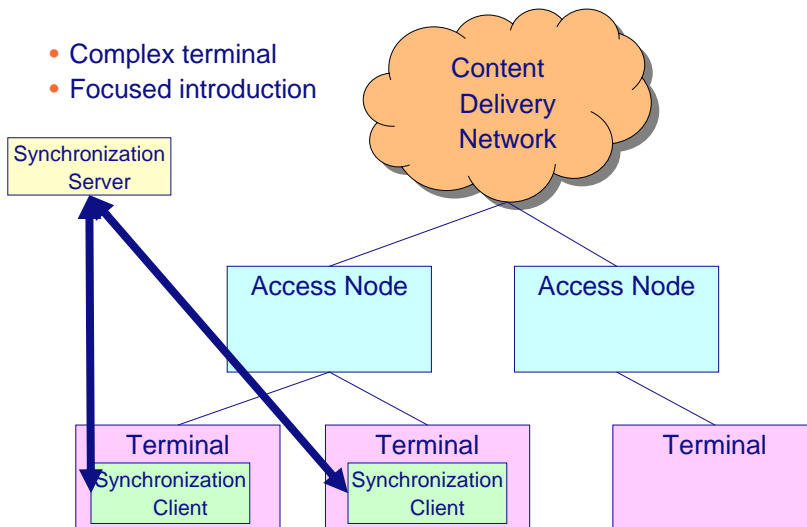 • Complex terminal
• Focused introduction
Content
Delivery
Network
Synchronization
Server
Access Node
Access Node
Terminal
Synchronization
Client
Terminal
Synchronization
Client
Terminal